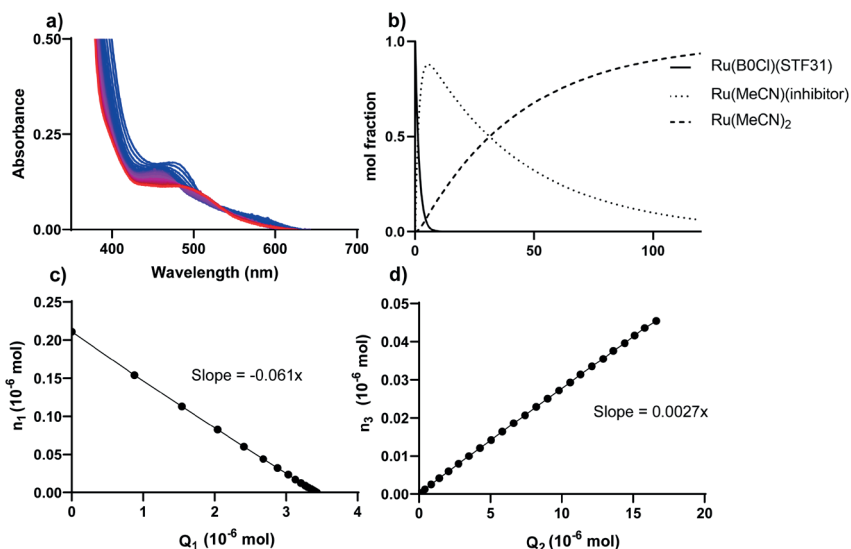 a)
0.50
0.25
0.00
Absorbance
400 500 600 700
Wavelength (nm)
b)
1.0
0.5
0.0
mol fraction
0 50 100
Ru(B0Cl)(STF31)
Ru(MeCN)(inhibitor)
Ru(MeCN)₂
c)
0.25
0.20
0.15
0.10
0.05
0.00
n₁ (10⁻⁶ mol)
Slope = -0.061x
0 1 2 3 4
Q₁ (10⁻⁶ mol)
d)
0.05
0.04
0.03
0.02
0.01
0.00
n₃ (10⁻⁶ mol)
Slope = 0.0027x
0 5 10 15 20
Q₂ (10⁻⁶ mol)